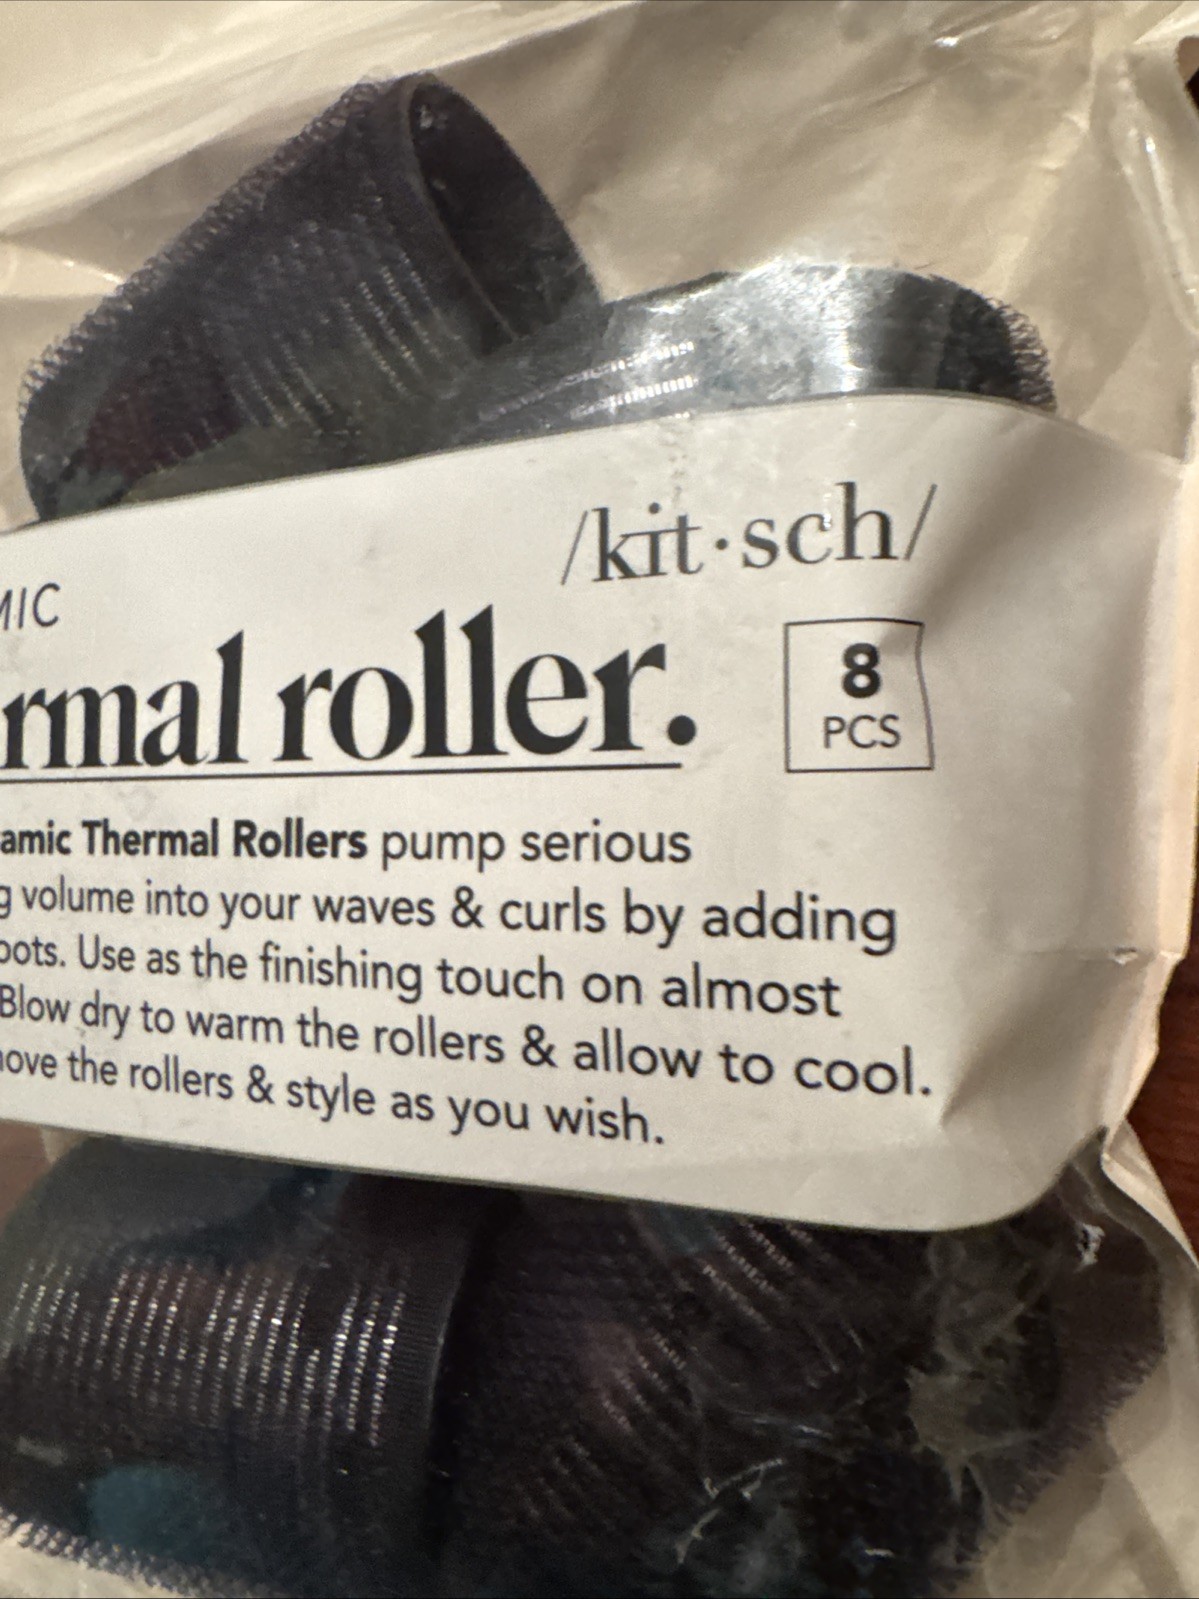 /kit·sch/
MIC
rmal roller.
8
PCS
amic Thermal Rollers pump serious
g volume into your waves & curls by adding
oots. Use as the finishing touch on almost
Blow dry to warm the rollers & allow to cool.
ove the rollers & style as you wish.